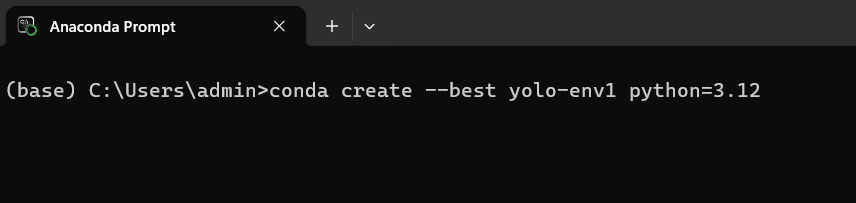 Anaconda Prompt
(base) C:\Users\admin>conda create --best yolo-env1 python=3.12